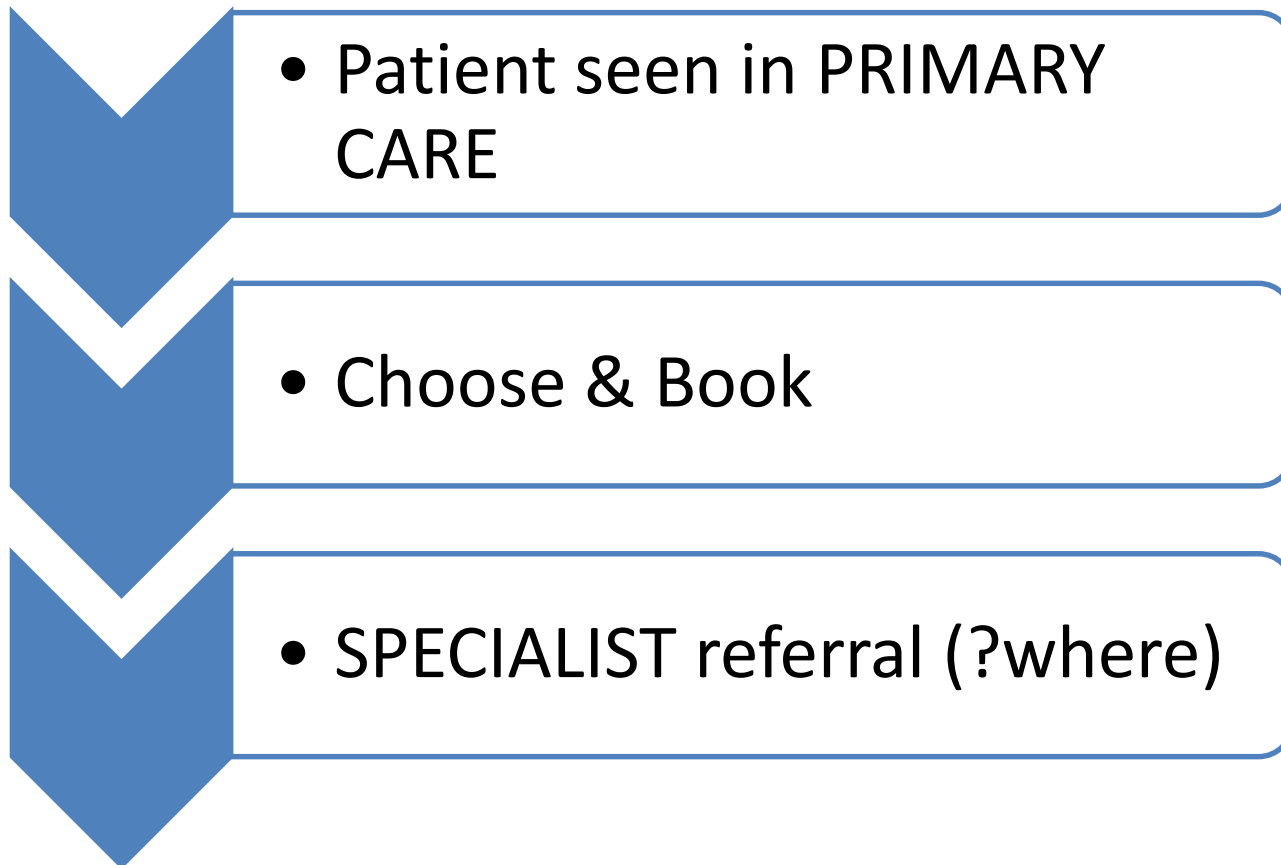 • Patient seen in PRIMARY
CARE
• Choose & Book
• SPECIALIST referral (?where)